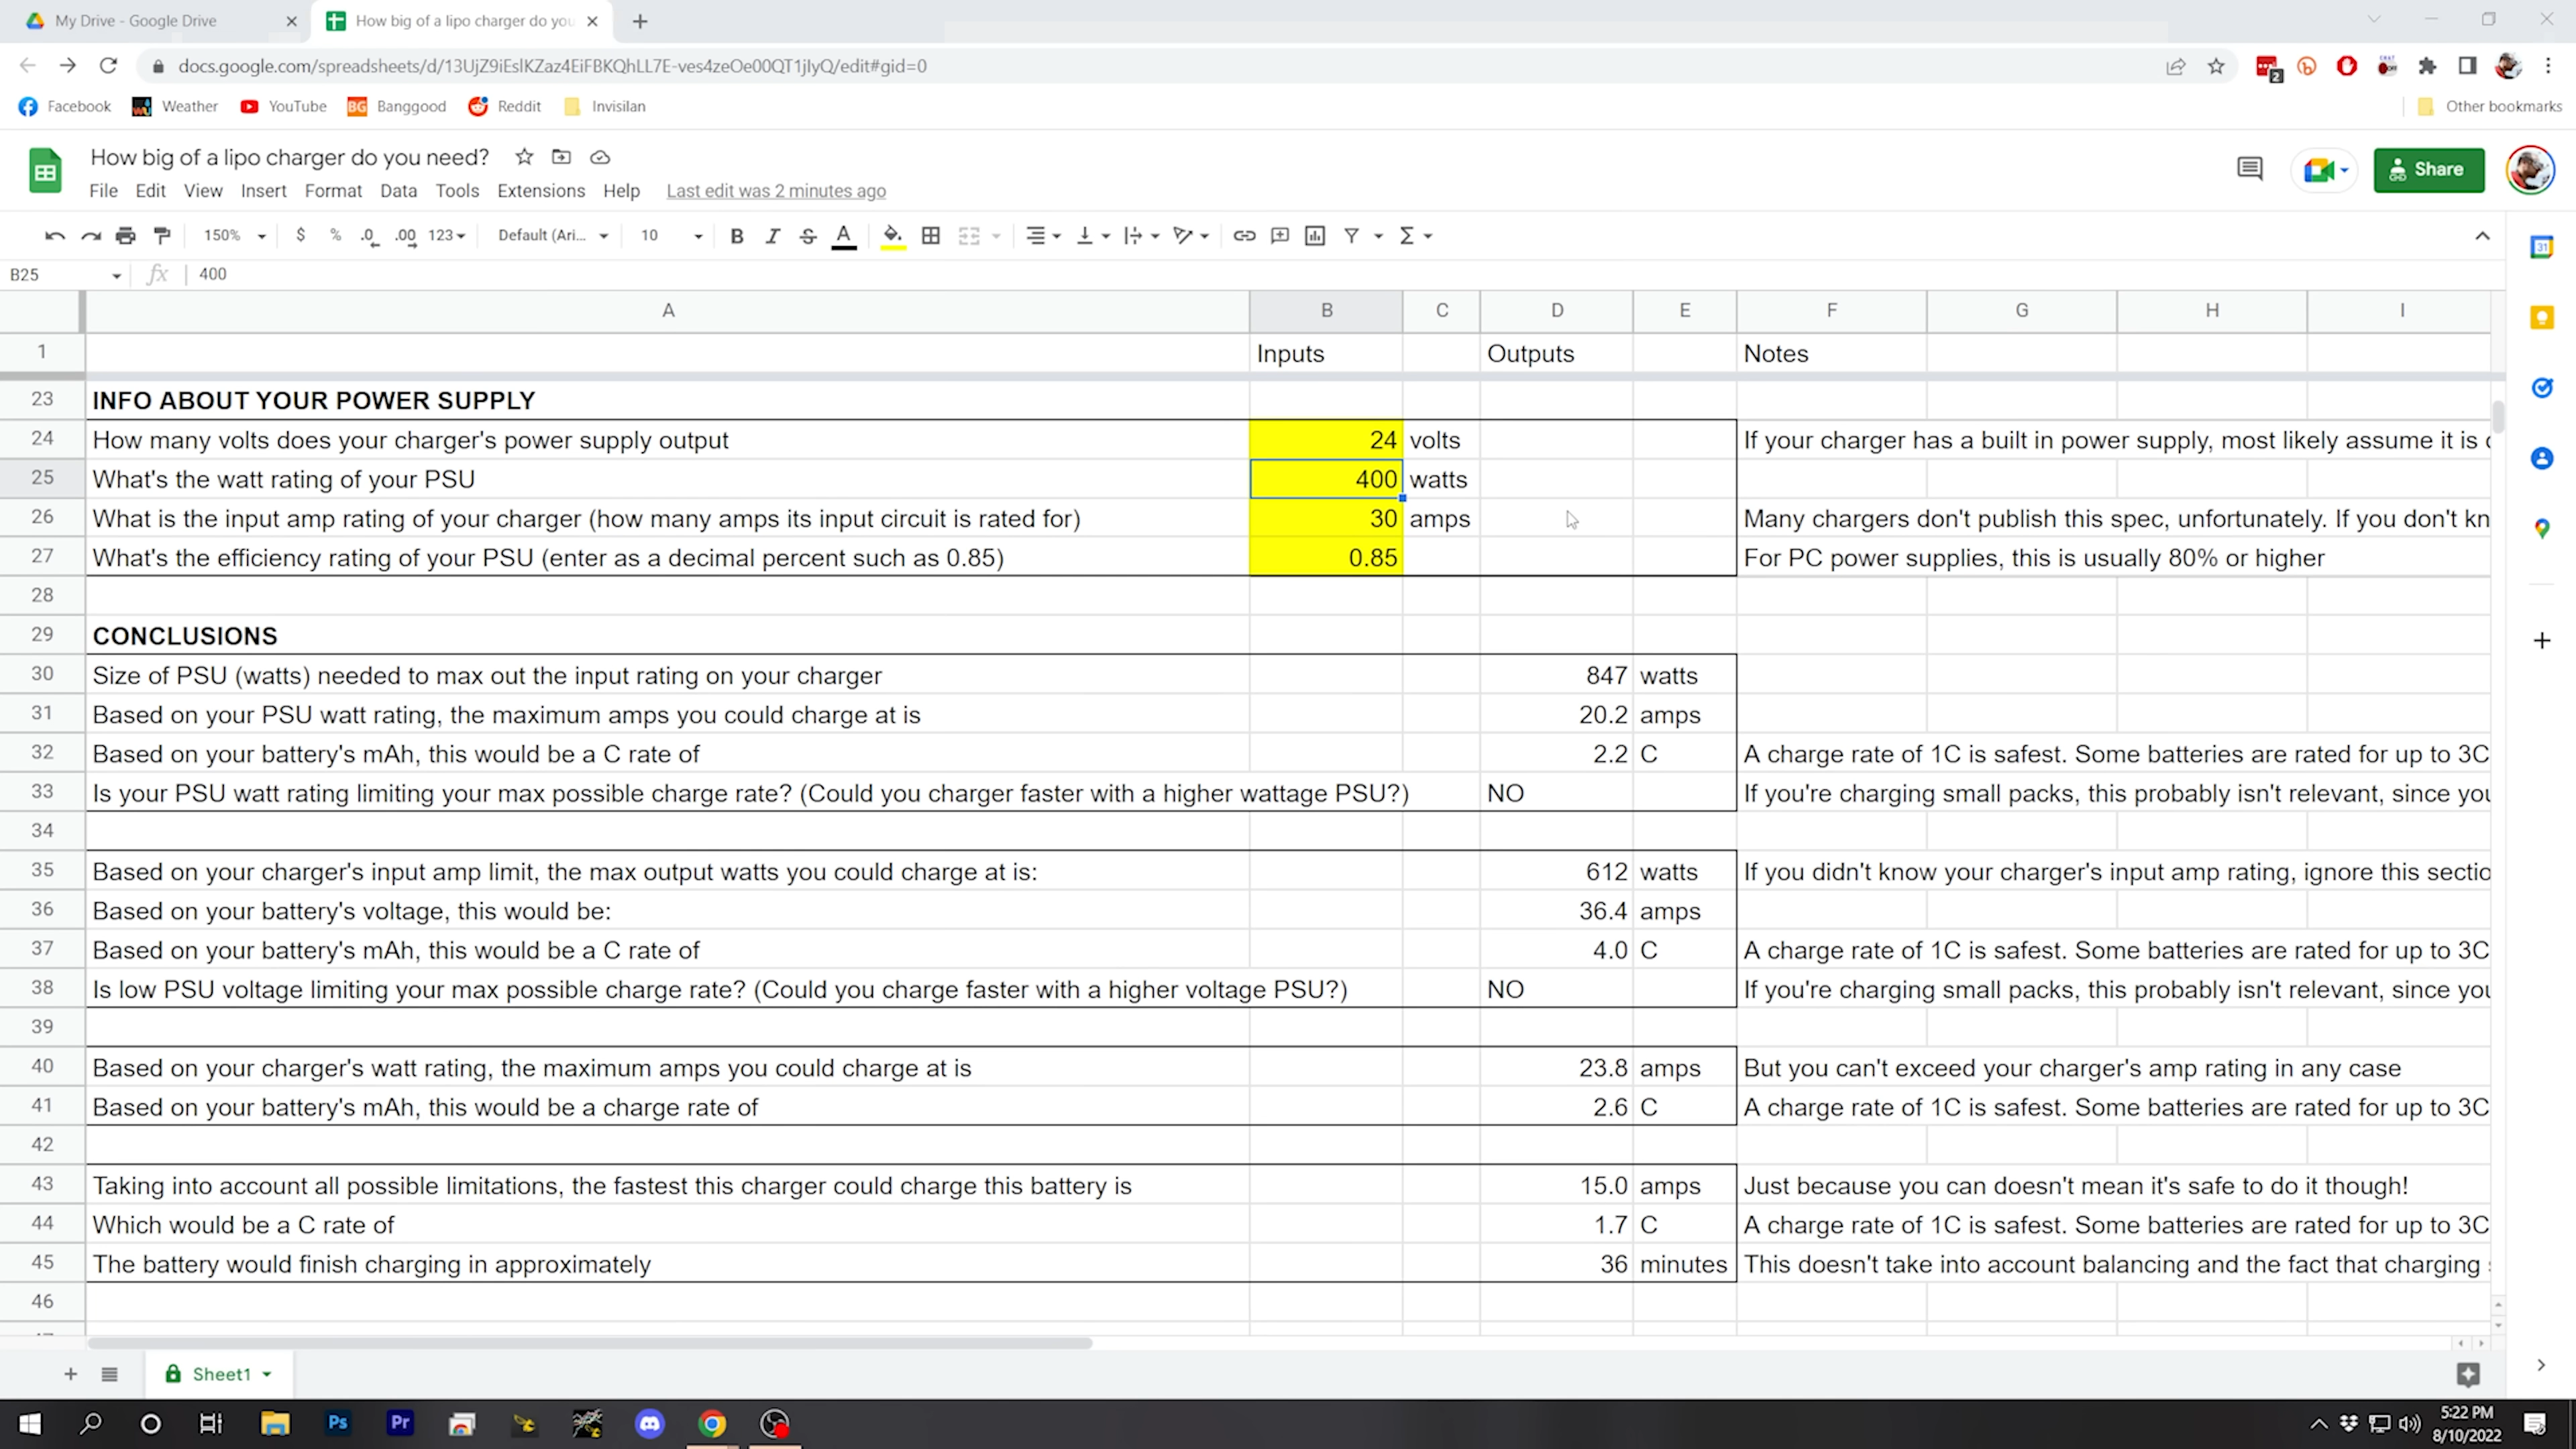 My Drive - Google Drive
How big of a lipo charger do you
docs.google.com/spreadsheets/d/13UjZ9iEslKZaz4EiFBKQhLL7E-ves4zeOe00QT1jIyQ/edit#gid=0
Facebook Weather YouTube Banggood Reddit Invisilan Other bookmarks
How big of a lipo charger do you need?
File Edit View Insert Format Data Tools Extensions Help Last edit was 2 minutes ago
Share
150% $ % .0 .00 123 Default (Ari... 10 B I S A
B25 fx 400
A B C D E F G H I
1 Inputs Outputs Notes
23 INFO ABOUT YOUR POWER SUPPLY
24 How many volts does your charger's power supply output 24 volts If your charger has a built in power supply, most likely assume it is
25 What's the watt rating of your PSU 400 watts
26 What is the input amp rating of your charger (how many amps its input circuit is rated for) 30 amps Many chargers don't publish this spec, unfortunately. If you don't kn
27 What's the efficiency rating of your PSU (enter as a decimal percent such as 0.85) 0.85 For PC power supplies, this is usually 80% or higher
28
29 CONCLUSIONS
30 Size of PSU (watts) needed to max out the input rating on your charger 847 watts
31 Based on your PSU watt rating, the maximum amps you could charge at is 20.2 amps
32 Based on your battery's mAh, this would be a C rate of 2.2 C A charge rate of 1C is safest. Some batteries are rated for up to 3C
33 Is your PSU watt rating limiting your max possible charge rate? (Could you charger faster with a higher wattage PSU?) NO If you're charging small packs, this probably isn't relevant, since you
34
35 Based on your charger's input amp limit, the max output watts you could charge at is: 612 watts If you didn't know your charger's input amp rating, ignore this sectio
36 Based on your battery's voltage, this would be: 36.4 amps
37 Based on your battery's mAh, this would be a C rate of 4.0 C A charge rate of 1C is safest. Some batteries are rated for up to 3C
38 Is low PSU voltage limiting your max possible charge rate? (Could you charge faster with a higher voltage PSU?) NO If you're charging small packs, this probably isn't relevant, since you
39
40 Based on your charger's watt rating, the maximum amps you could charge at is 23.8 amps But you can't exceed your charger's amp rating in any case
41 Based on your battery's mAh, this would be a charge rate of 2.6 C A charge rate of 1C is safest. Some batteries are rated for up to 3C
42
43 Taking into account all possible limitations, the fastest this charger could charge this battery is 15.0 amps Just because you can doesn't mean it's safe to do it though!
44 Which would be a C rate of 1.7 C A charge rate of 1C is safest. Some batteries are rated for up to 3C
45 The battery would finish charging in approximately 36 minutes This doesn't take into account balancing and the fact that charging
46
Sheet1
Ps Pr
5:22 PM
8/10/2022